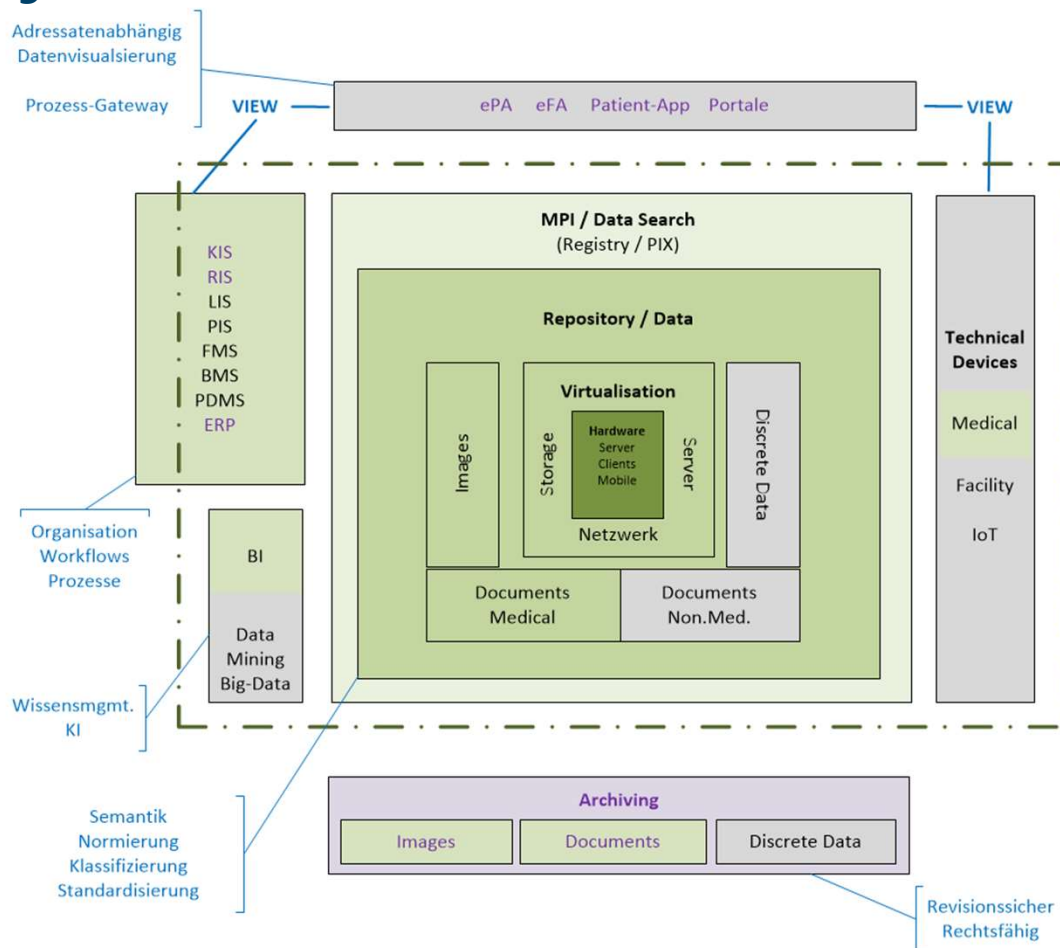 Adressatenabhängig
Datenvisualsierung
Prozess-Gateway
VIEW
ePA eFA Patient-App Portale
VIEW
KIS
RIS
LIS
PIS
FMS
BMS
PDMS
ERP
Organisation
Workflows
Prozesse
BI
Data
Mining
Big-Data
Wissensmgmt.
KI
MPI / Data Search
(Registry / PIX)
Repository / Data
Images
Virtualisation
Storage
Hardware
Server
Clients
Mobile
Server
Netzwerk
Discrete Data
Documents
Medical
Documents
Non.Med.
Technical
Devices
Medical
Facility
IoT
Semantik
Normierung
Klassifizierung
Standardisierung
Archiving
Images
Documents
Discrete Data
Revisionssicher
Rechtsfähig